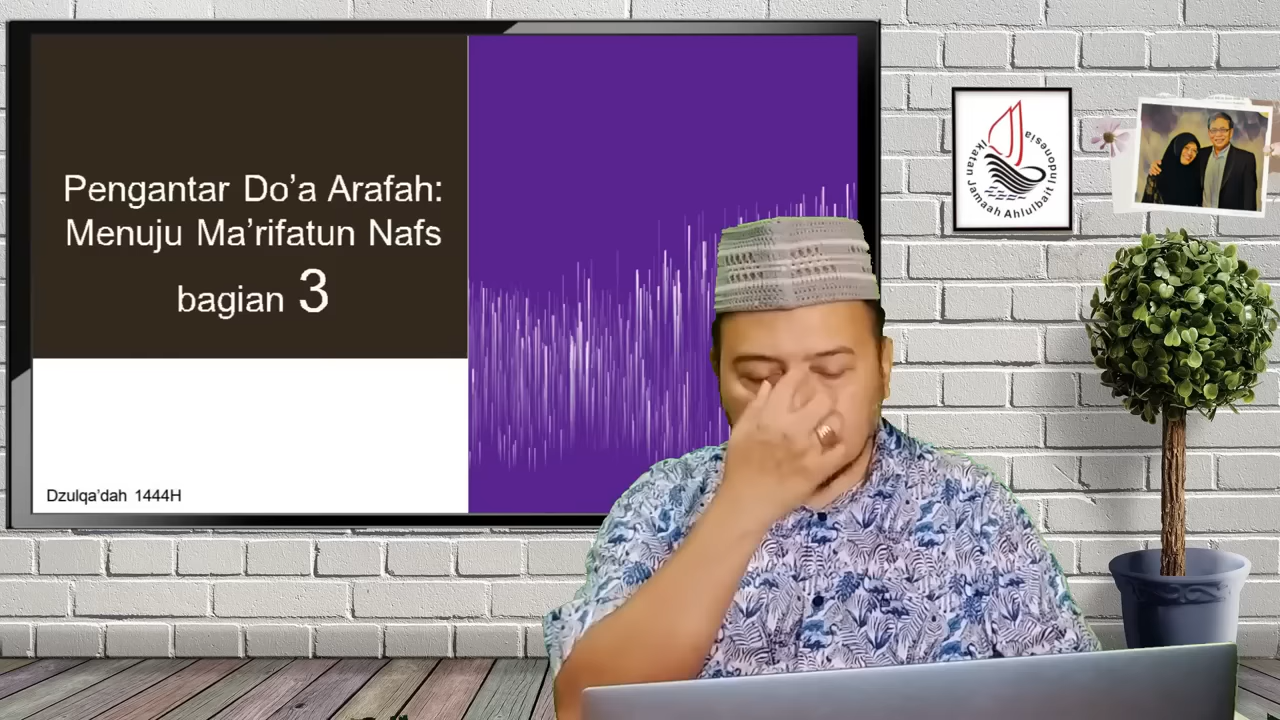 Pengantar Do’a Arafah:
Menuju Ma’rifatun Nafs
bagian 3
Dzulqa’dah 1444H
Ikatan Jamaah Ahlulbait Indonesia